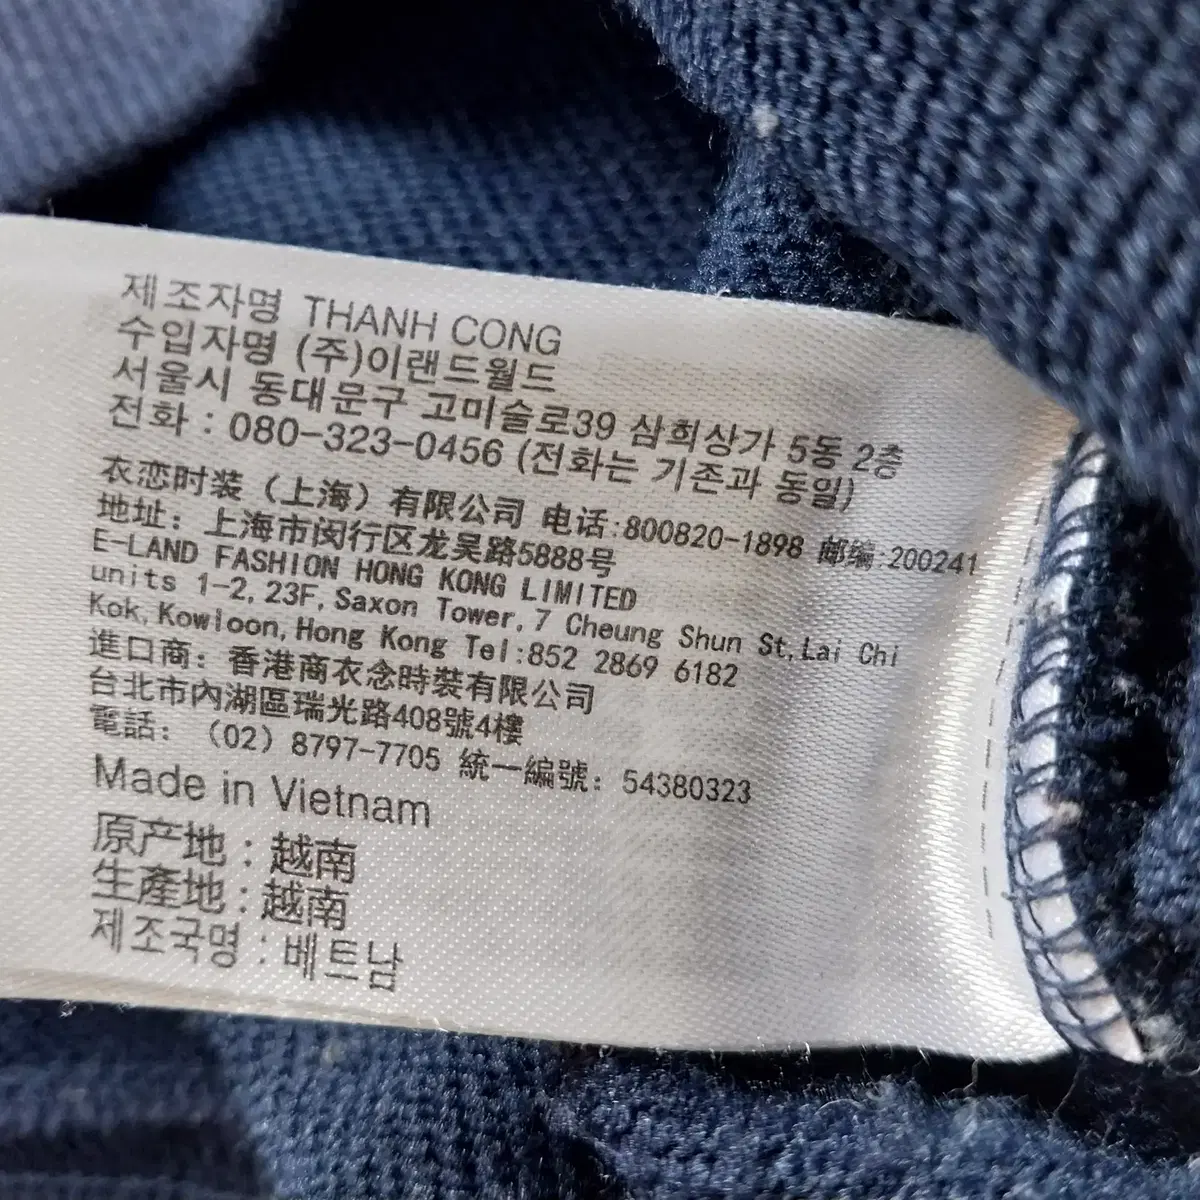 제조자명 THANH CONG
수입자명 (주)이랜드월드
서울시 동대문구 고미술로39 삼희상가 5동 2층
전화 : 080-323-0456 (전화는 기존과 동일)
衣恋时装（上海）有限公司 电话:800820-1898 邮编:200241
地址: 上海市闵行区龙吴路5888号
E-LAND FASHION HONG KONG LIMITED
units 1-2, 23F, Saxon Tower, 7 Cheung Shun St, Lai Chi
Kok, Kowloon, Hong Kong Tel:852 2869 6182
進口商: 香港商衣念時裝有限公司
台北市內湖區瑞光路408號4樓
電話: (02) 8797-7705 統一編號: 54380323
Made in Vietnam
原产地 : 越南
生產地 : 越南
제조국명 : 베트남